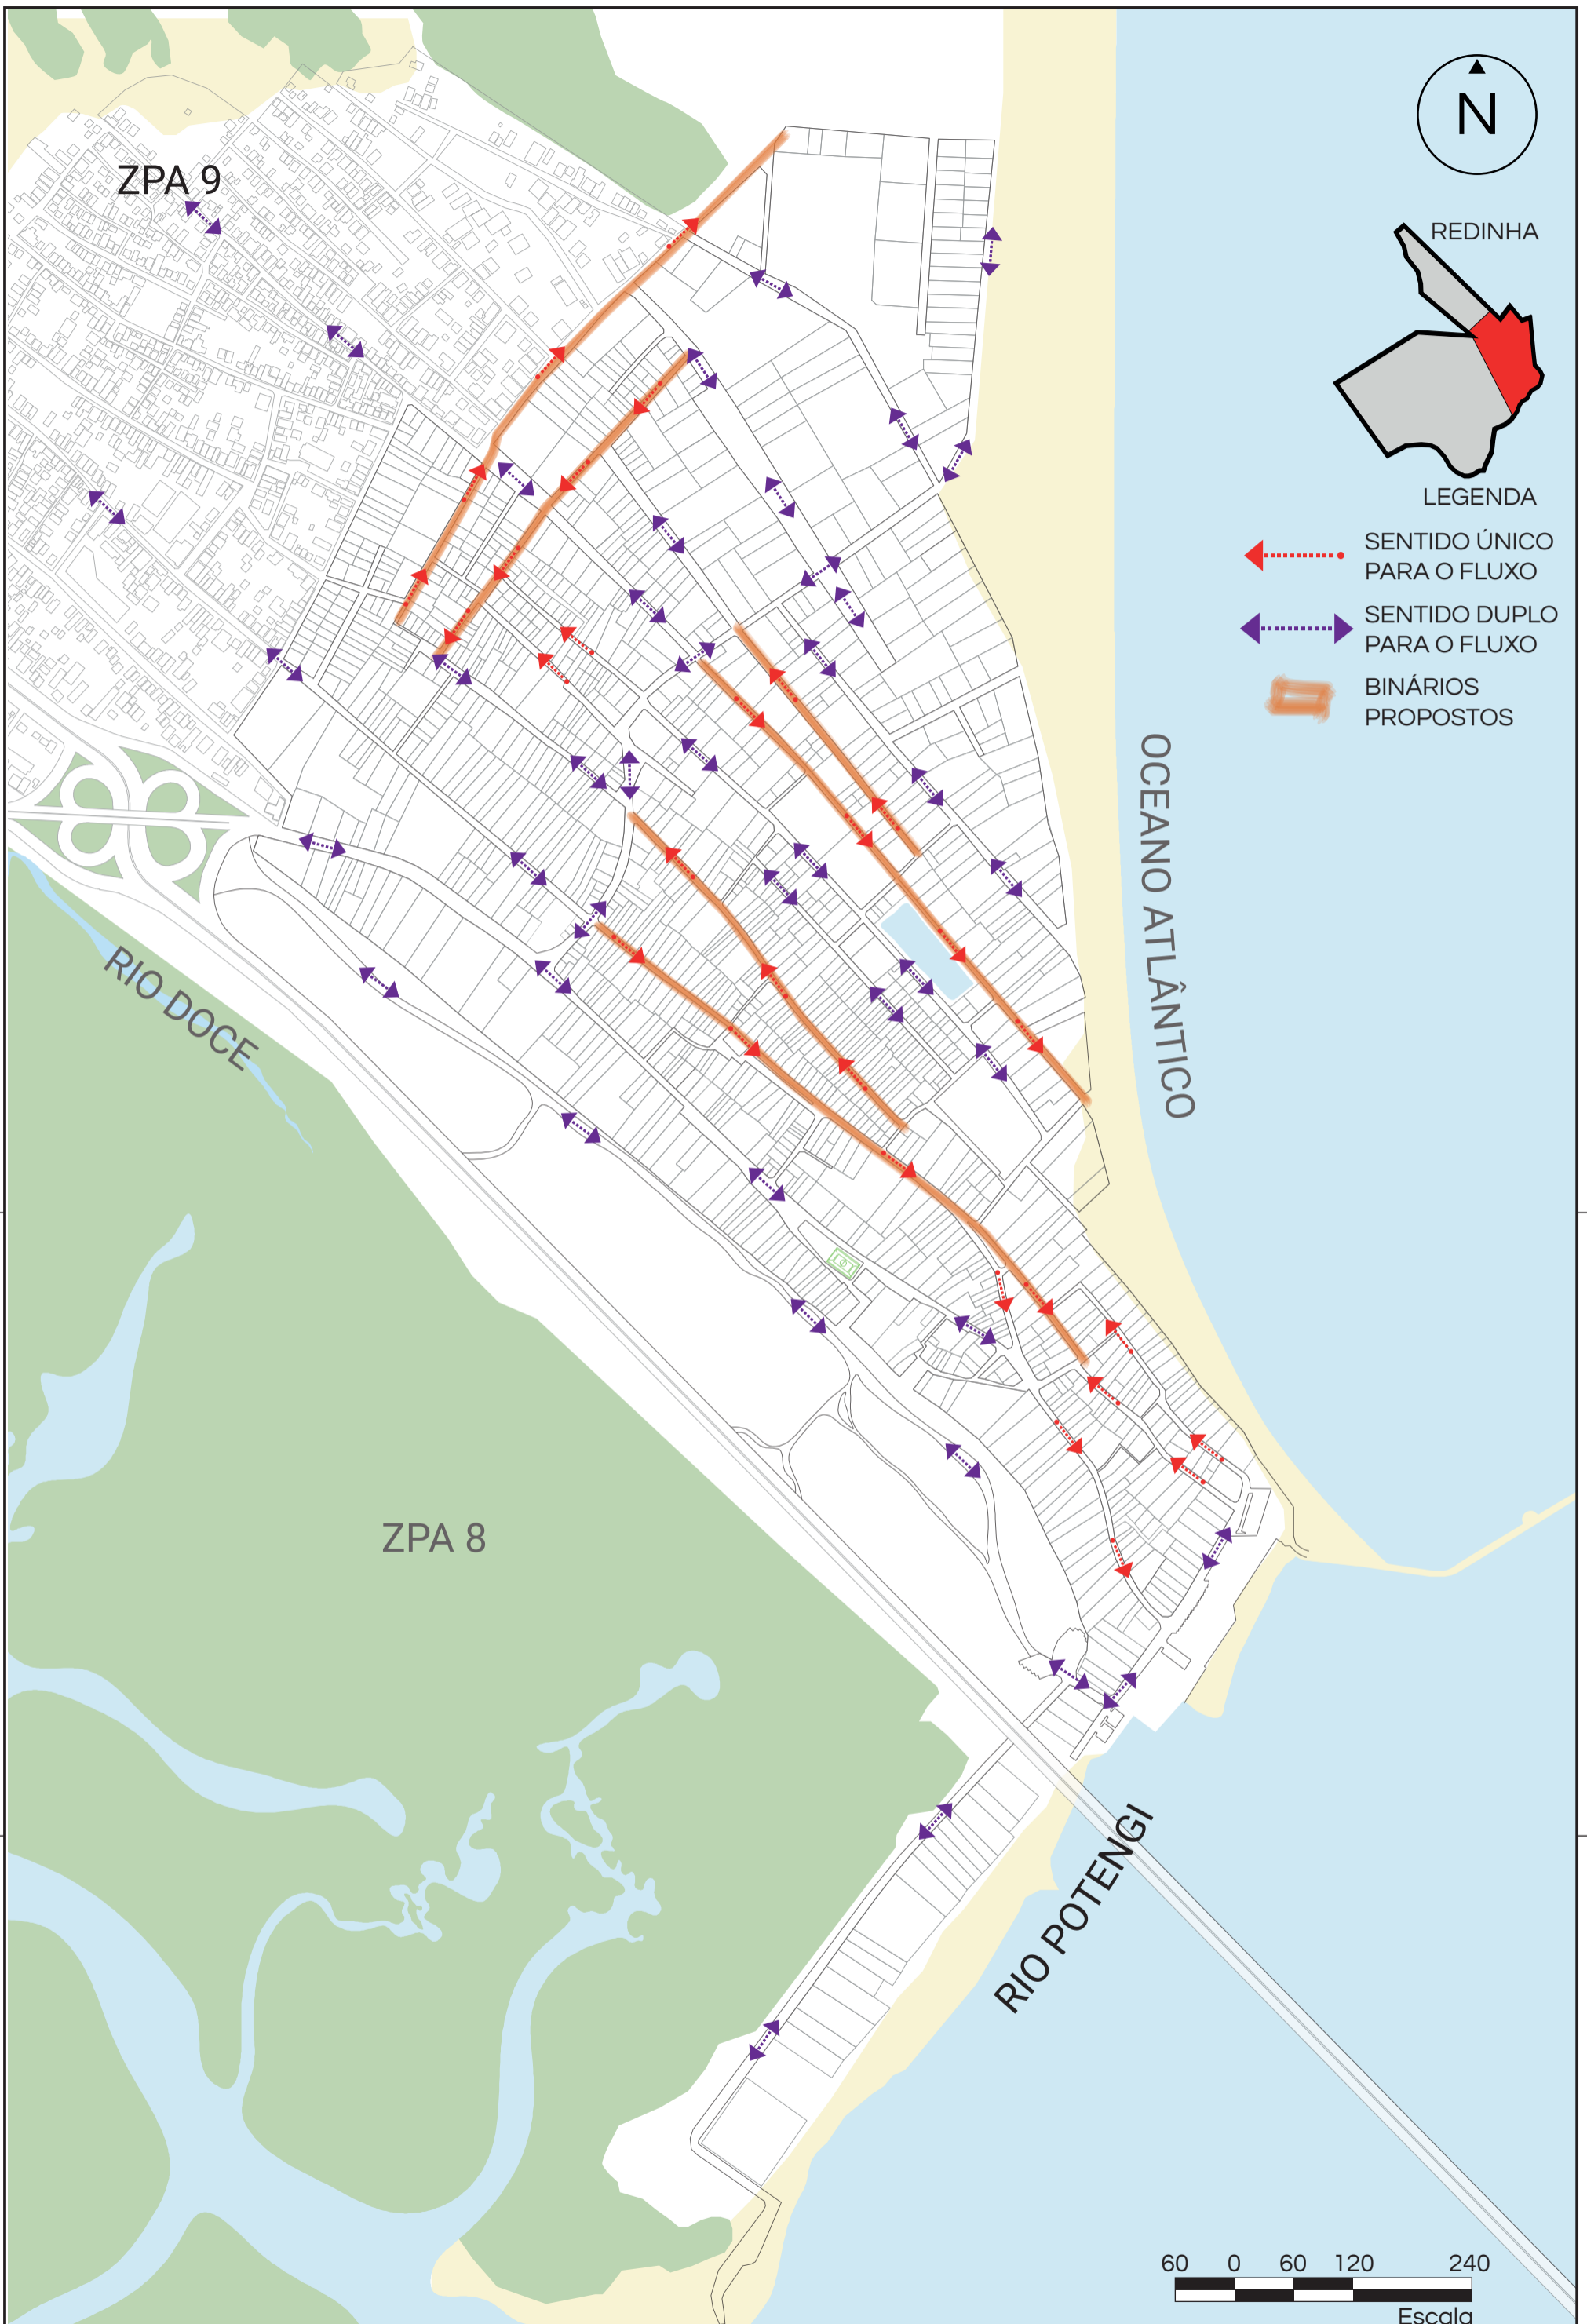 ZPA 9
N
REDINHA
LEGENDA
SENTIDO ÚNICO
PARA O FLUXO
SENTIDO DUPLO
PARA O FLUXO
BINÁRIOS
PROPOSTOS
OCEANO ATLÂNTICO
RIO DOCE
ZPA 8
RIO POTENGI
60 0 60 120 240
Escala